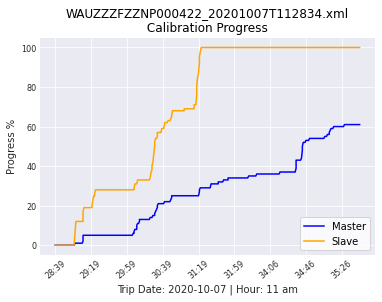 WAUZZZFZZNP000422_20201007T112834.xml
Calibration Progress
Progress %
100
80
60
40
20
0
28:39
29:19
29:59
30:39
31:19
31:59
34:06
34:46
35:26
Master
Slave
Trip Date: 2020-10-07 | Hour: 11 am